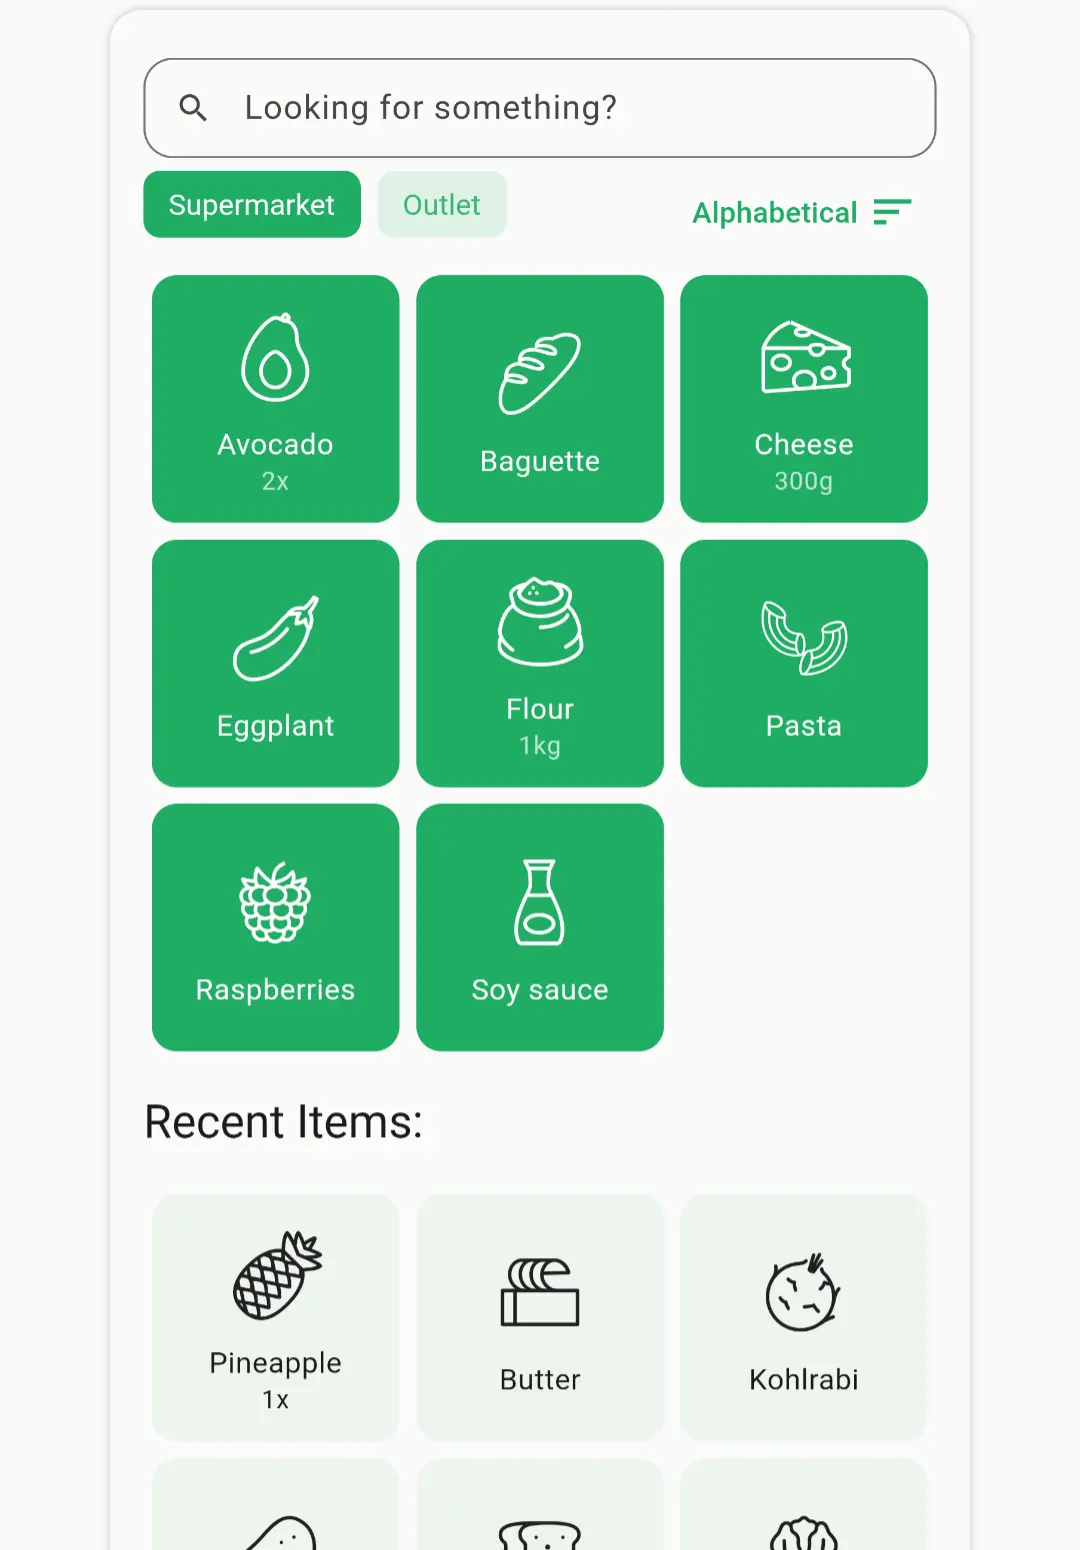 Looking for something?
Supermarket
Outlet
Alphabetical
Avocado
2x
Baguette
Cheese
300g
Eggplant
Flour
1kg
Pasta
Raspberries
Soy sauce
Recent Items:
Pineapple
1x
Butter
Kohlrabi